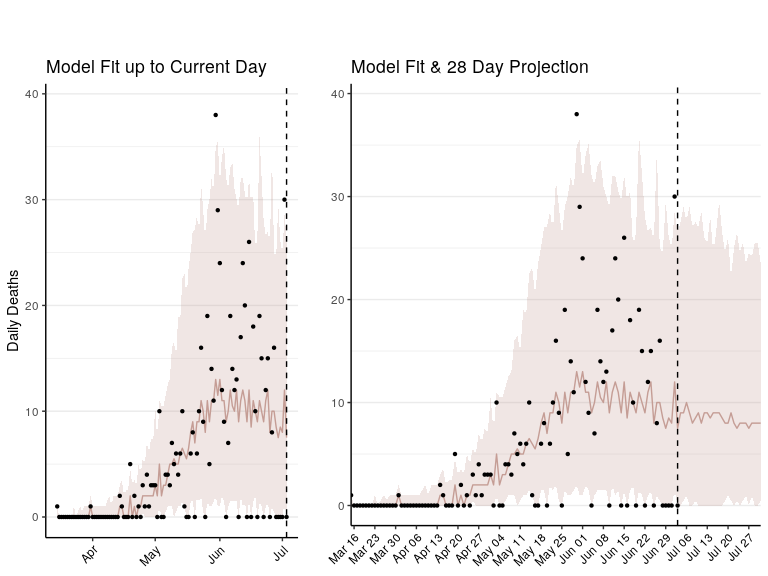 Model Fit up to Current Day
Model Fit & 28 Day Projection
Daily Deaths
40
30
20
10
0
Apr
May
Jun
Jul
40
30
20
10
0
Mar 16
Mar 23
Mar 30
Apr 06
Apr 13
Apr 20
Apr 27
May 04
May 11
May 18
May 25
Jun 01
Jun 08
Jun 15
Jun 22
Jun 29
Jul 06
Jul 13
Jul 20
Jul 27